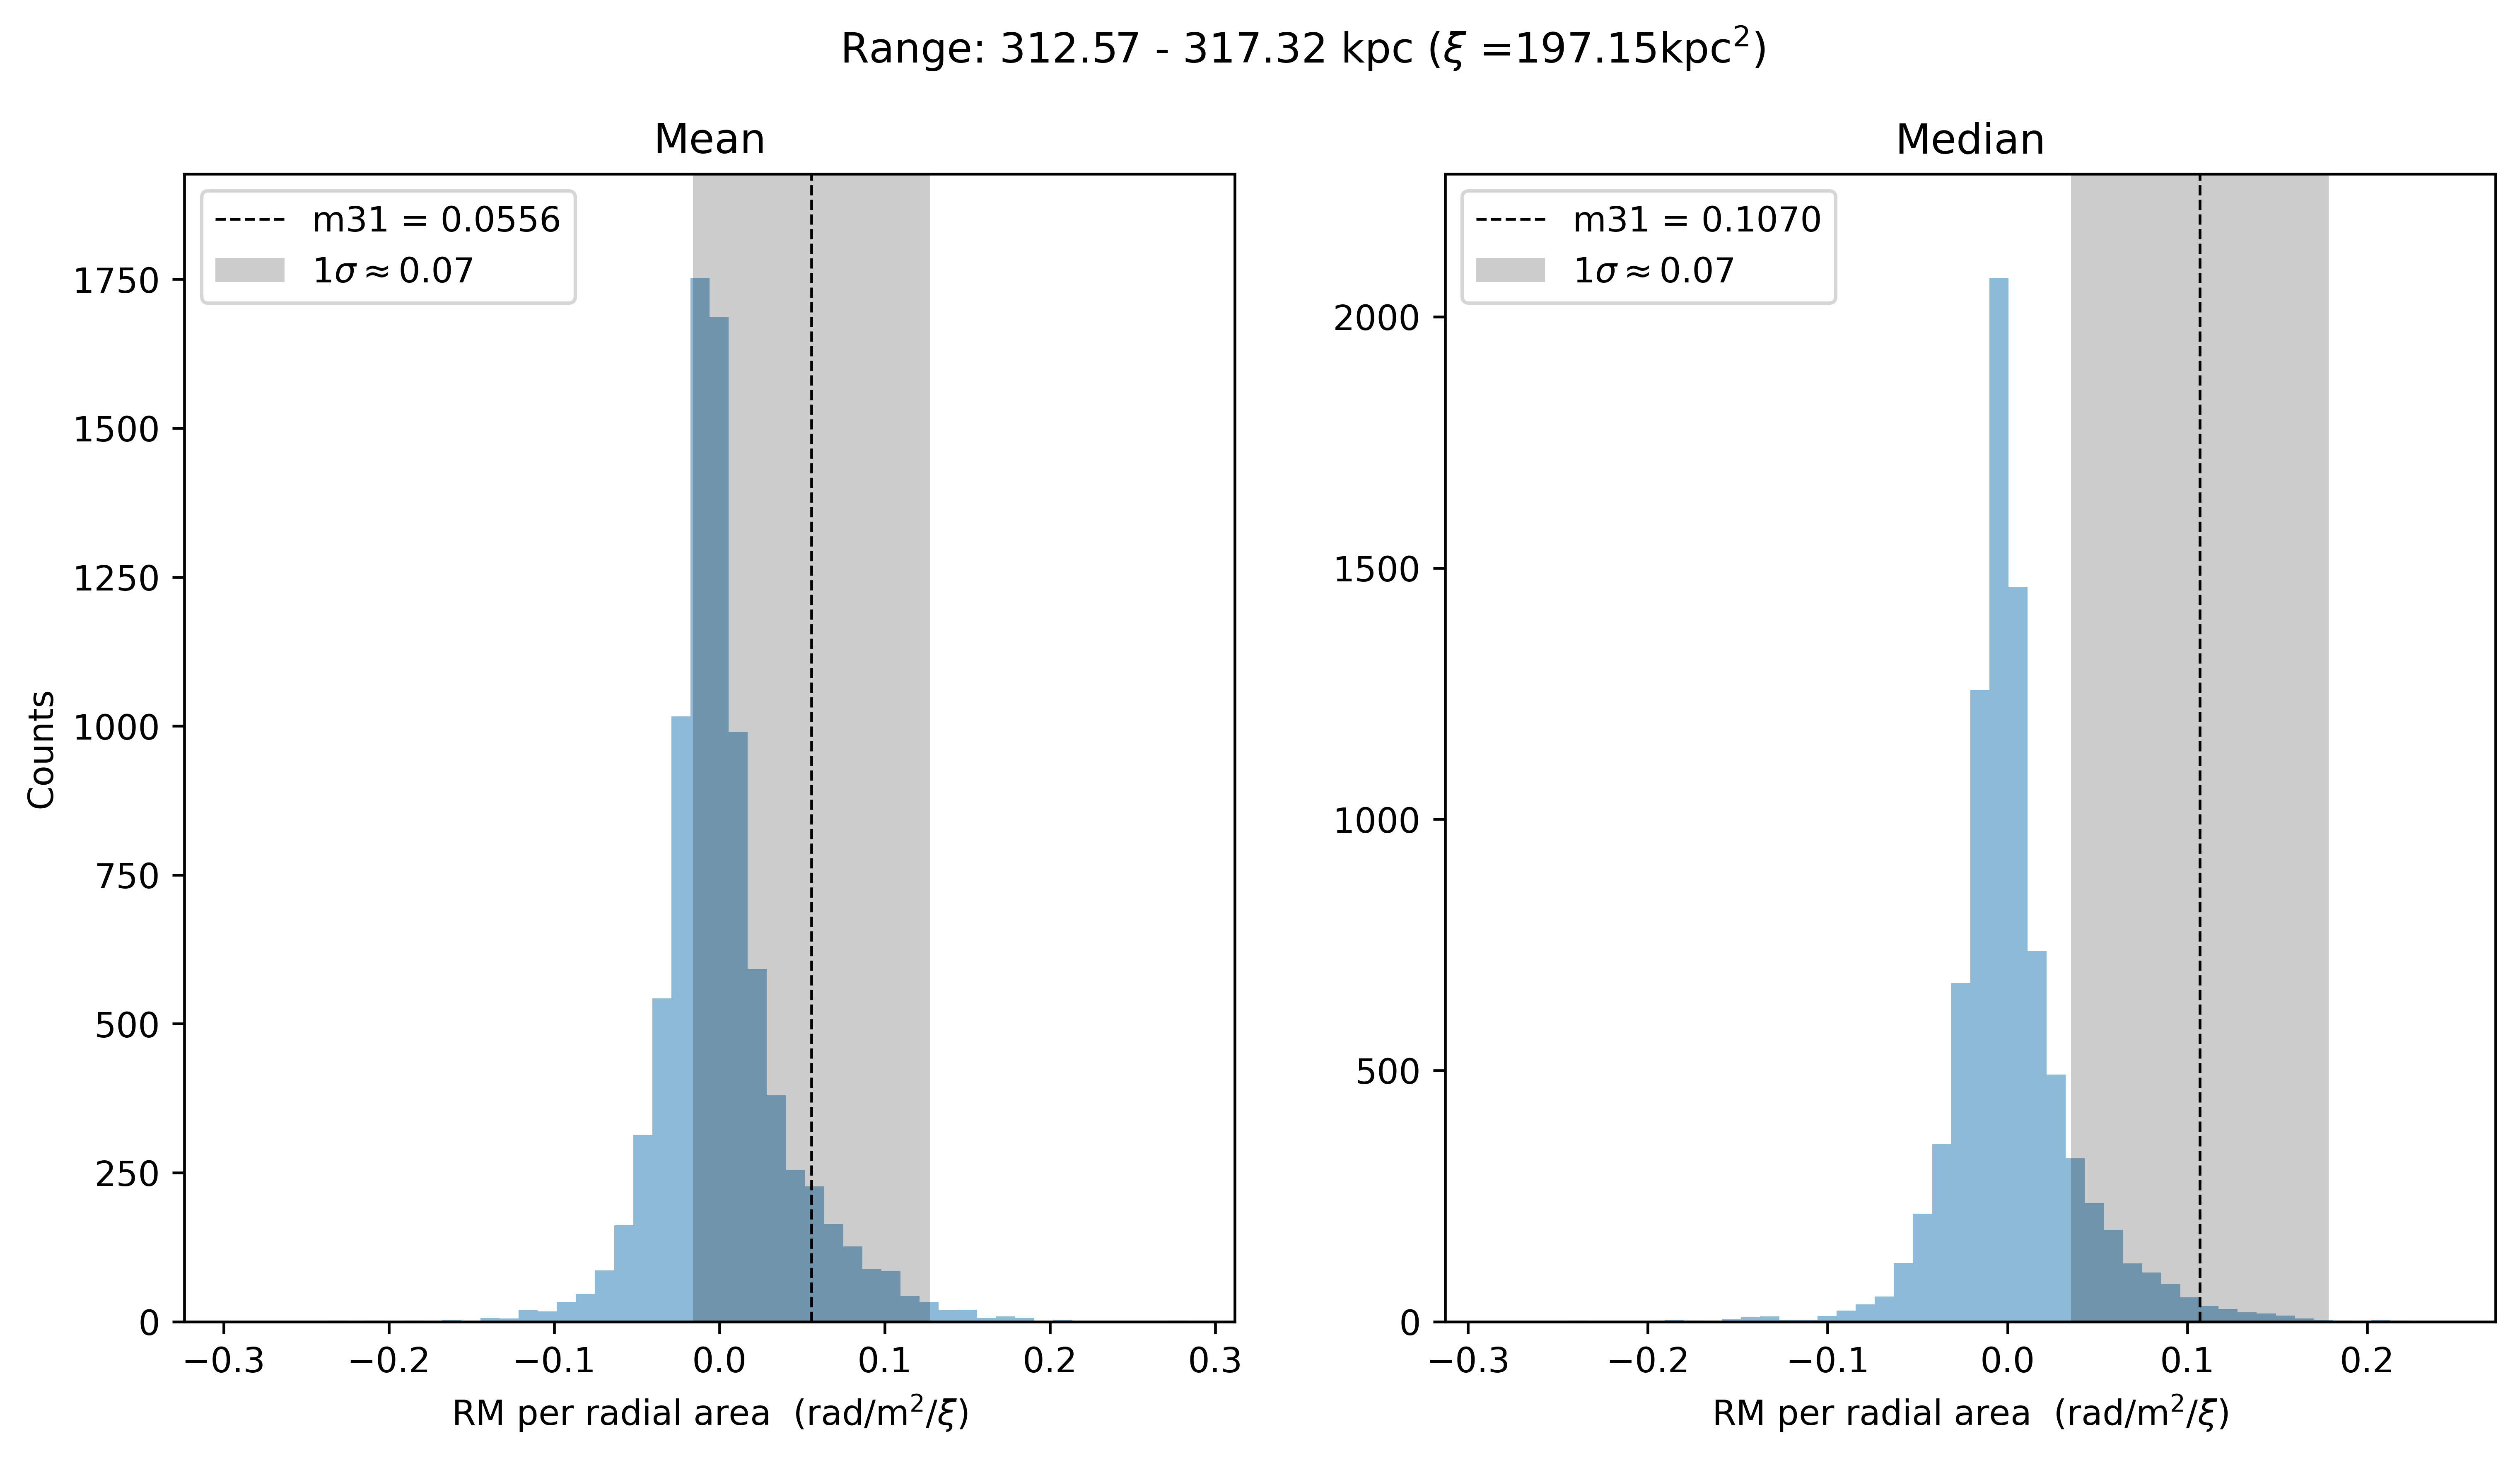 Range: 312.57 - 317.32 kpc (ξ =197.15kpc²)
Mean
m31 = 0.0556
1σ ≈ 0.07
1750
1500
1250
1000
750
500
250
0
Counts
−0.3 −0.2 −0.1 0.0 0.1 0.2 0.3
RM per radial area (rad/m²/ξ)
Median
m31 = 0.1070
1σ ≈ 0.07
2000
1500
1000
500
0
−0.3 −0.2 −0.1 0.0 0.1 0.2
RM per radial area (rad/m²/ξ)